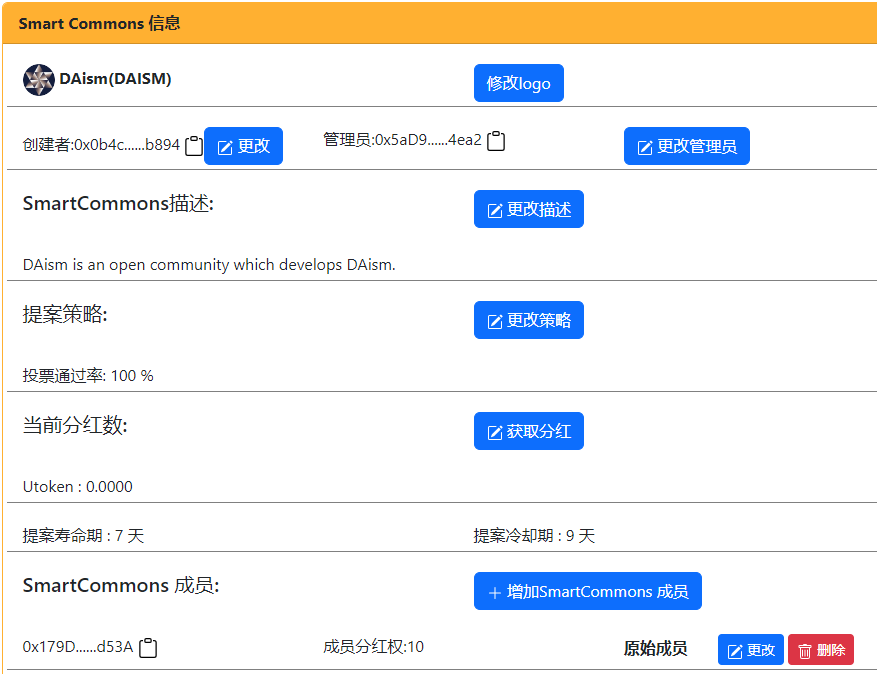 Smart Commons 信息
DAism(DAISM) 修改logo
创建者:0x0b4c......b894 更改 管理员:0x5aD9......4ea2 更改管理员
SmartCommons描述: 更改描述
DAism is an open community which develops DAism.
提案策略: 更改策略
投票通过率: 100 %
当前分红数: 获取分红
Utoken : 0.0000
提案寿命期 : 7 天 提案冷却期 : 9 天
SmartCommons 成员: 增加SmartCommons 成员
0x179D......d53A 成员分红权:10 原始成员 更改 删除